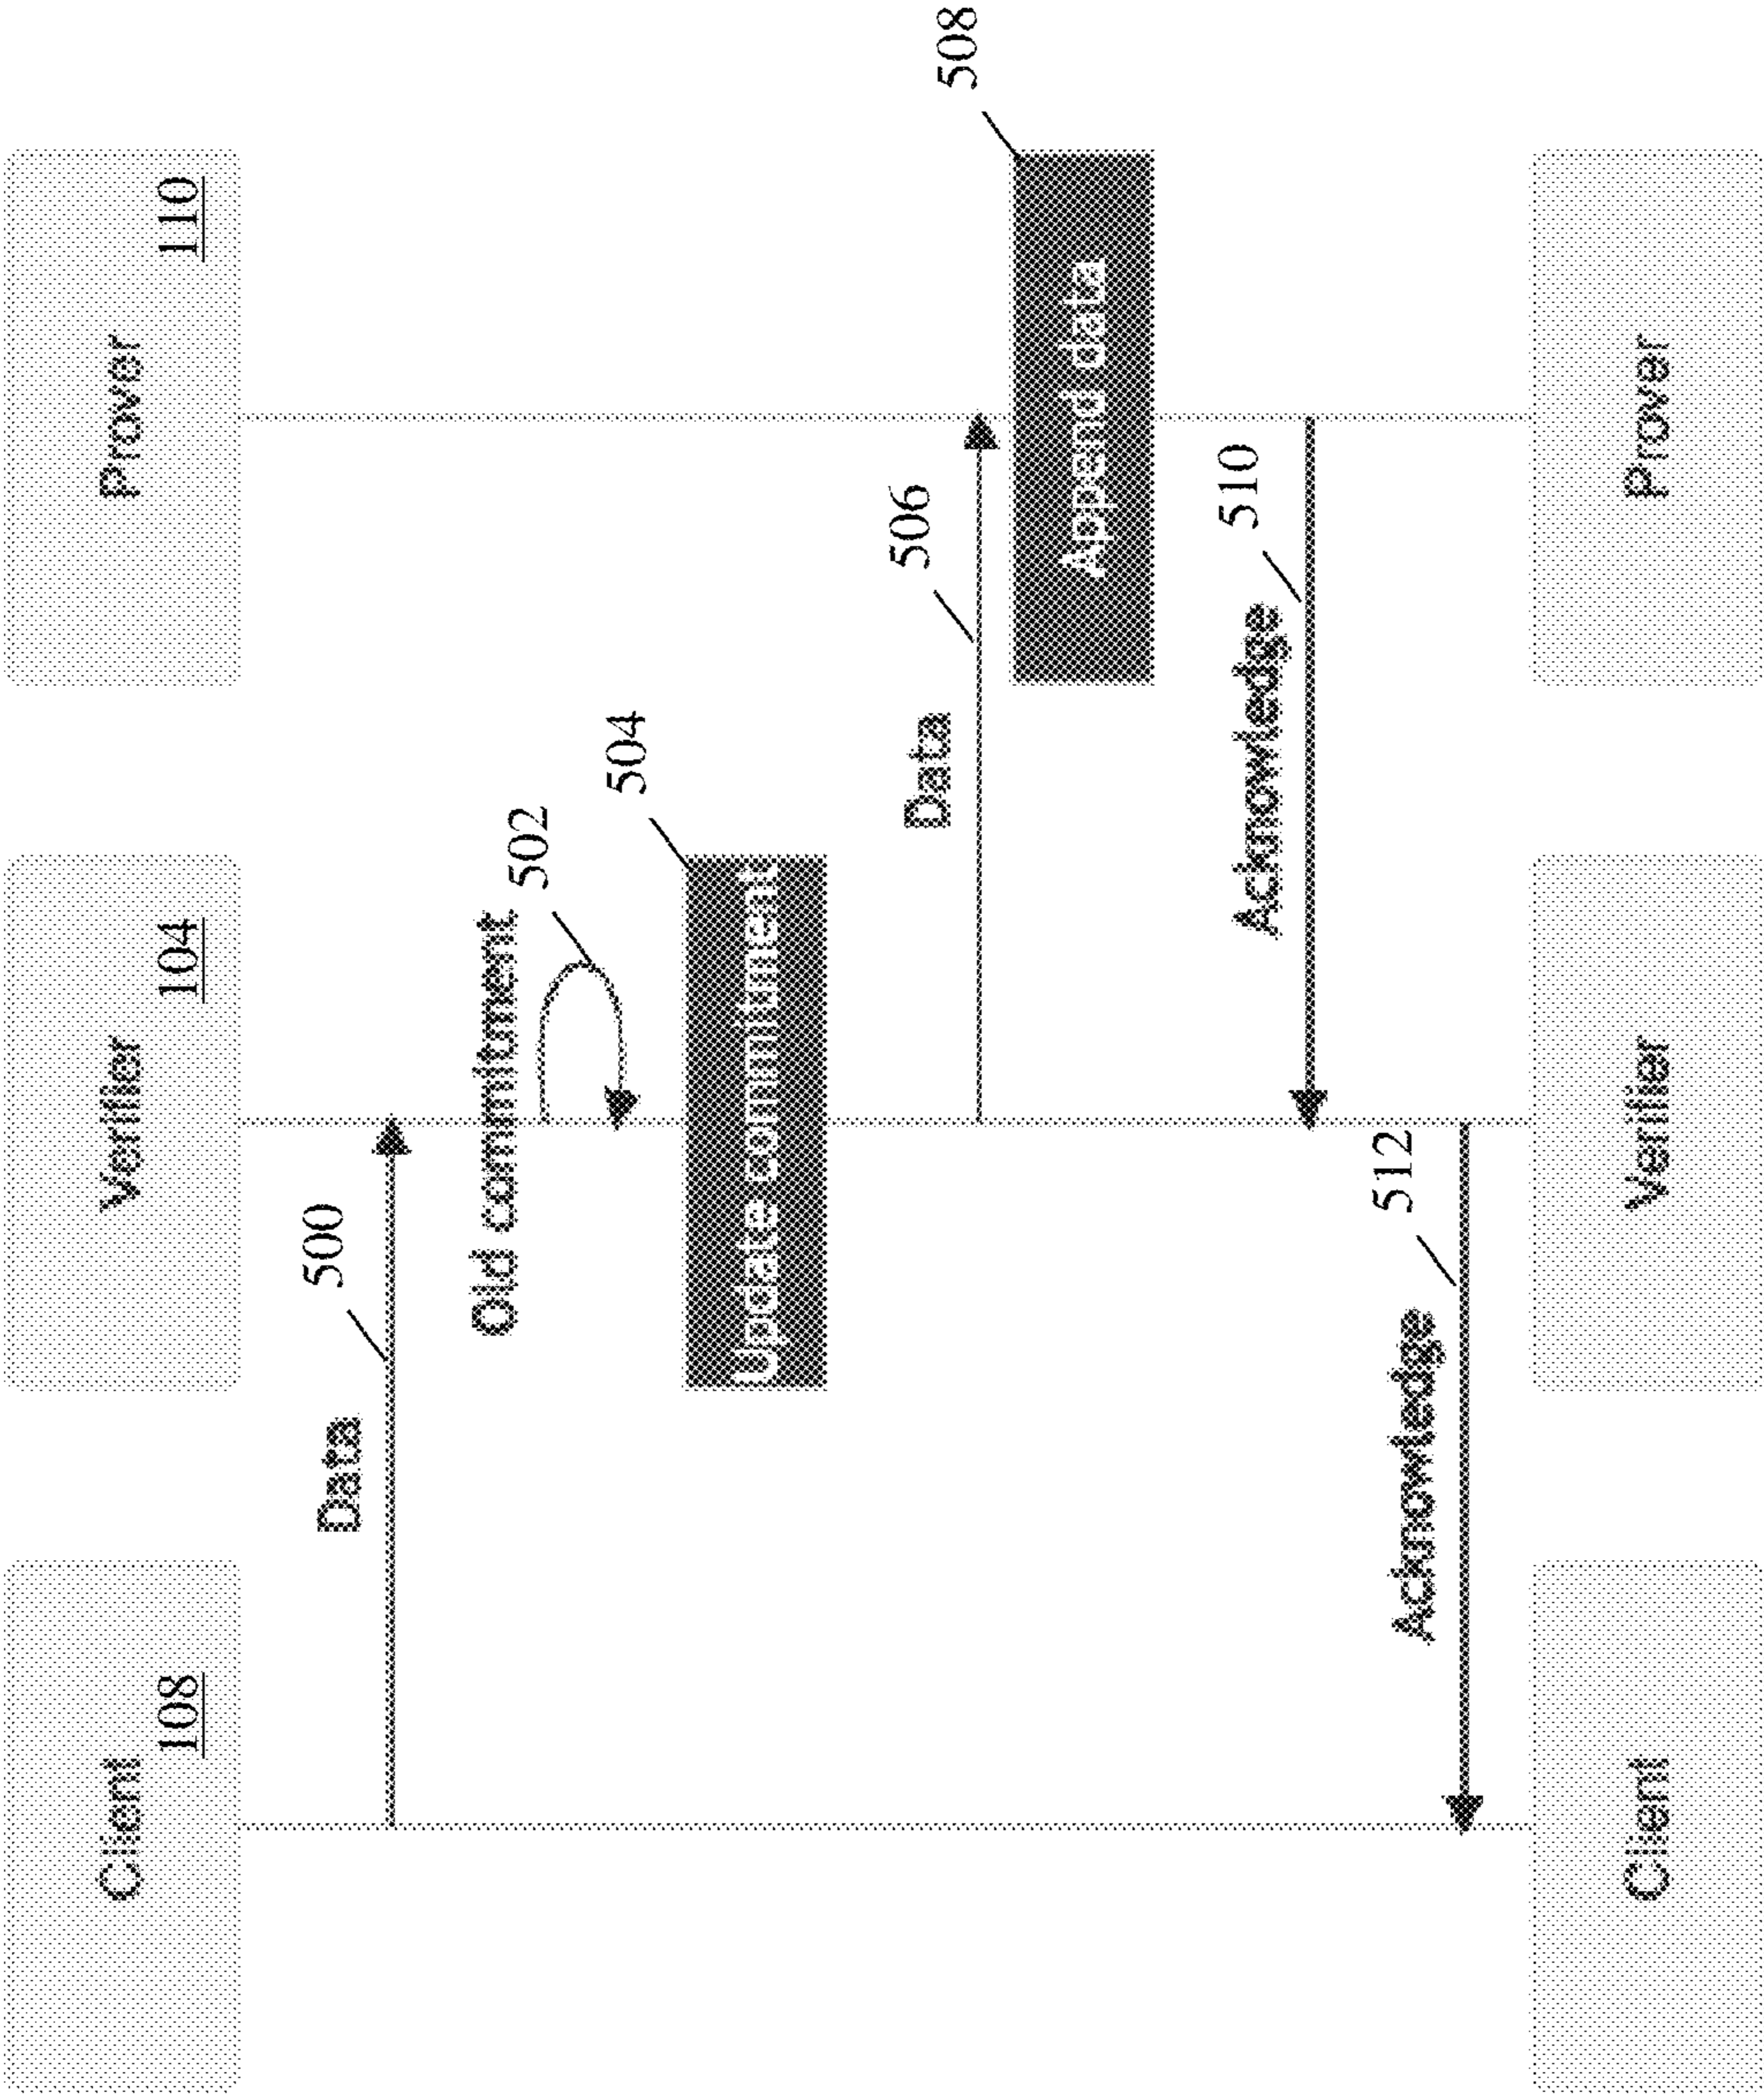 Client
108
Verifier
104
Prover
110
Data
500
Old commitment
502
504
Update commitment
Data
506
508
Append data
Acknowledge
510
Acknowledge
512
Client
Verifier
Prover